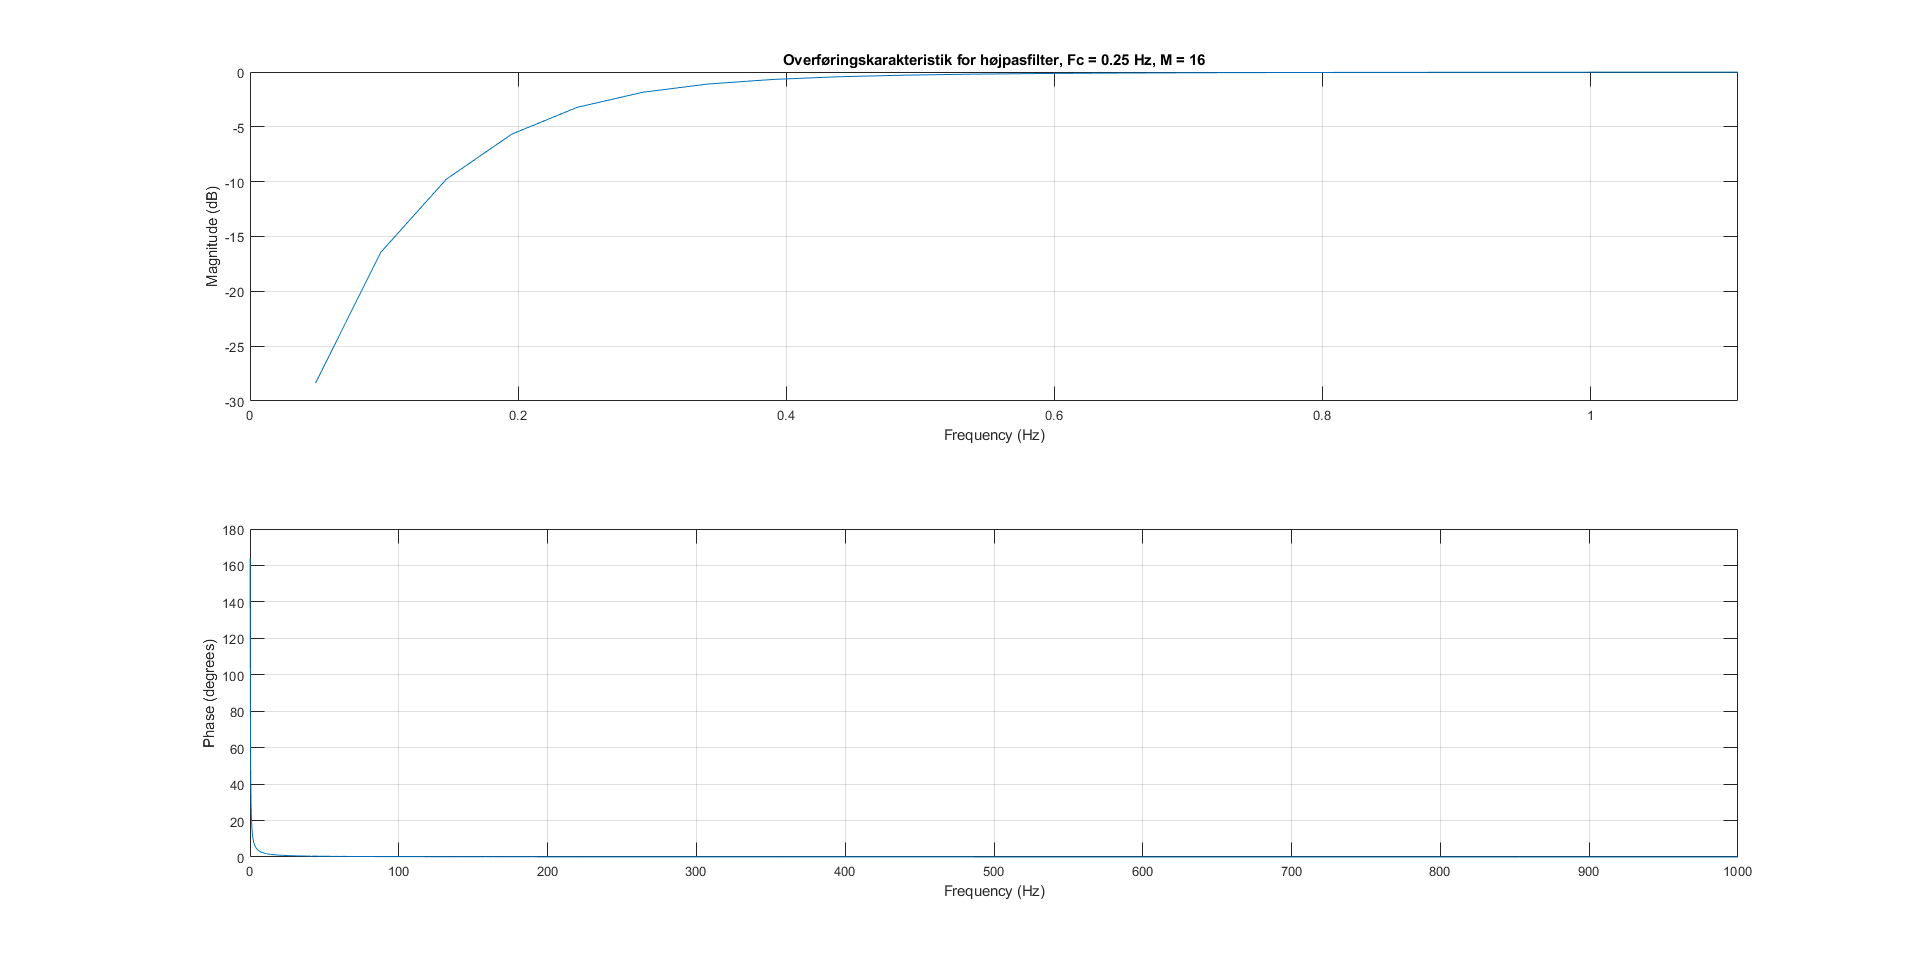 Overføringskarakteristik for højpasfilter, Fc = 0.25 Hz, M = 16
0
-5
-10
-15
-20
-25
-30
Magnitude (dB)
0 0.2 0.4 0.6 0.8 1
Frequency (Hz)
180
160
140
120
100
80
60
40
20
0
Phase (degrees)
0 100 200 300 400 500 600 700 800 900 1000
Frequency (Hz)